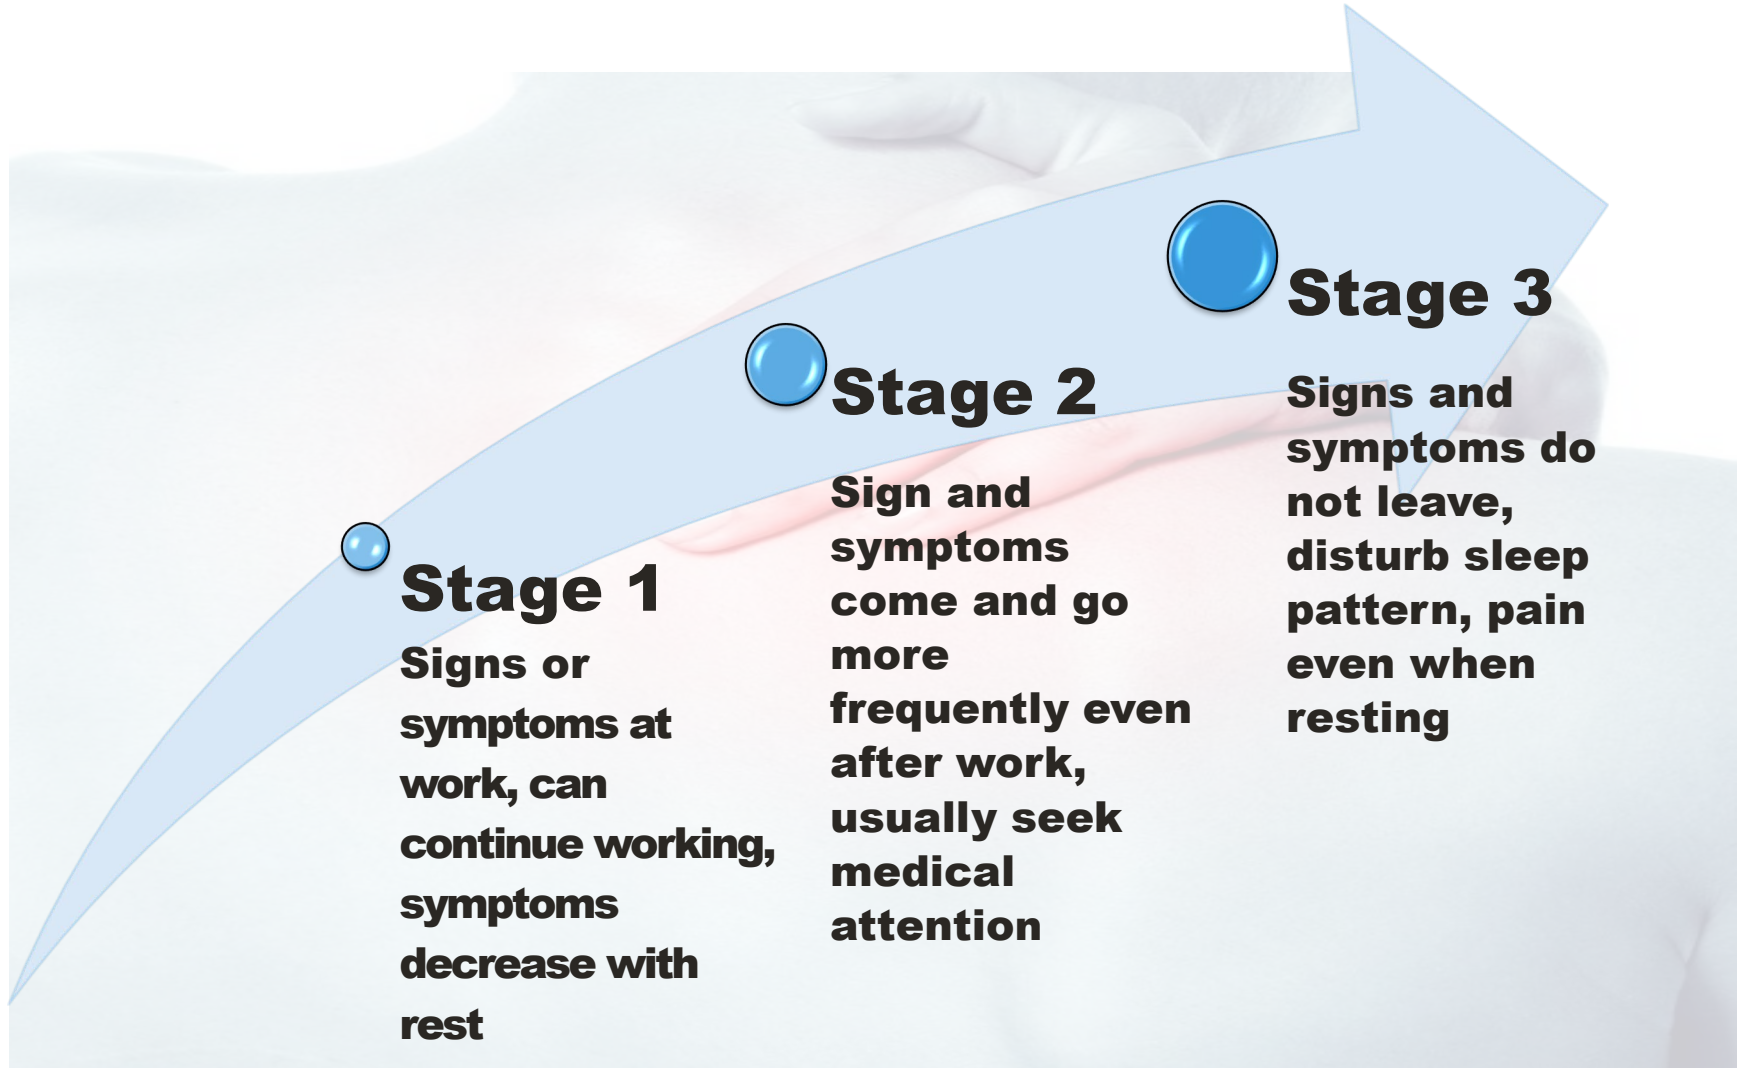 Stage 1
Signs or
symptoms at
work, can
continue working,
symptoms
decrease with
rest
Stage 2
Sign and
symptoms
come and go
more
frequently even
after work,
usually seek
medical
attention
Stage 3
Signs and
symptoms do
not leave,
disturb sleep
pattern, pain
even when
resting